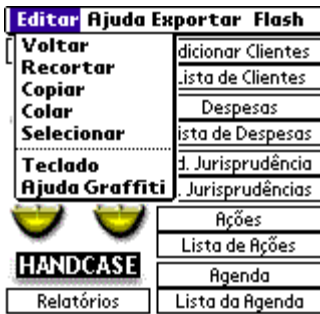 Editar Ajuda Exportar Flash
Voltar
Recortar
Copiar
Colar
Selecionar
Teclado
Ajuda Graffiti
dicionar Clientes
ista de Clientes
Despesas
ista de Despesas
d. Jurisprudência
. Jurisprudências
Ações
Lista de Ações
Agenda
Lista da Agenda
HANDCASE
Relatórios